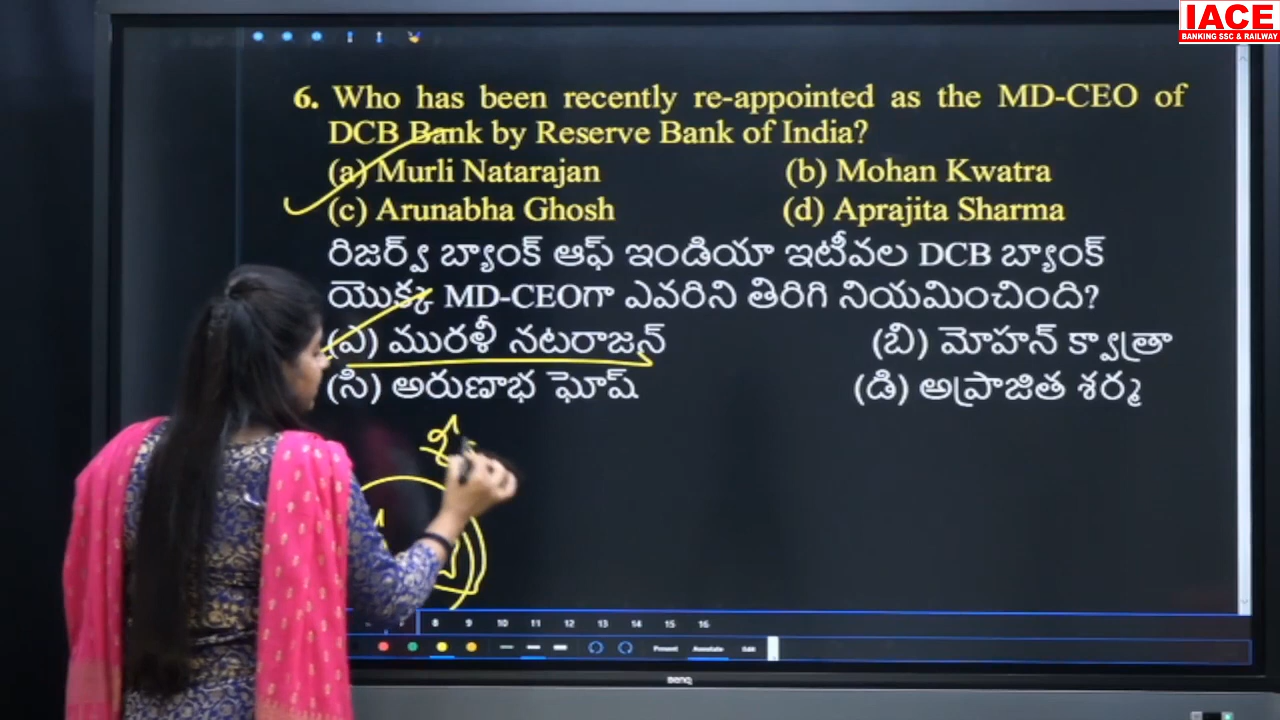 IACE
BANKING SSC & RAILWAY
6. Who has been recently re-appointed as the MD-CEO of
DCB Bank by Reserve Bank of India?
(a) Murli Natarajan (b) Mohan Kwatra
(c) Arunabha Ghosh (d) Aprajita Sharma
రిజర్వ్ బ్యాంక్ ఆఫ్ ఇండియా ఇటీవల DCB బ్యాంక్
యొక్క MD-CEOగా ఎవరిని తిరిగి నియమించింది?
(ఎ) మురళీ నటరాజన్ (బి) మోహన్ క్వాత్రా
(సి) అరుణాభ ఘోష్ (డి) అప్రాజిత శర్మ
8 9 10 11 12 13 14 15 16
Present Annotate Edit
BenQ